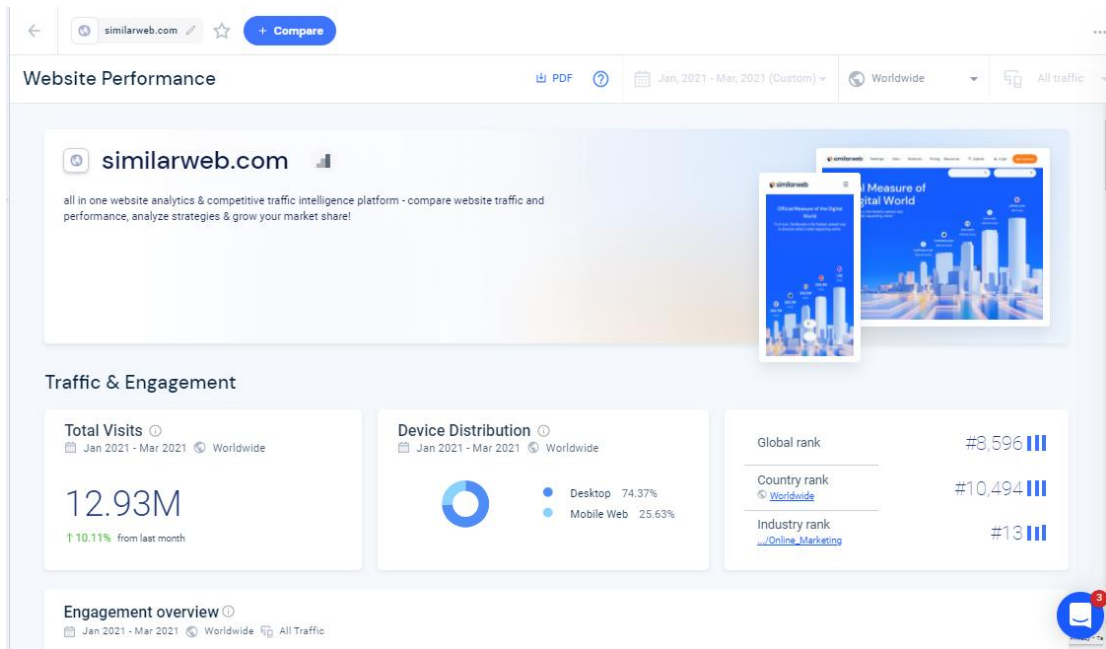 similarweb.com
+ Compare
Website Performance
PDF
?
Jan, 2021 - Mar, 2021 (Custom)
Worldwide
All traffic
similarweb.com
all in one website analytics & competitive traffic intelligence platform - compare website traffic and
performance, analyze strategies & grow your market share!
similarweb
Official Measure of the Digital
World
similarweb
l Measure of
gital World
Traffic & Engagement
Total Visits
Jan 2021 - Mar 2021 Worldwide
12.93M
↑ 10.11% from last month
Device Distribution
Jan 2021 - Mar 2021 Worldwide
Desktop 74.37%
Mobile Web 25.63%
Global rank #8,596
Country rank
Worldwide
#10,494
Industry rank
.../Online_Marketing
#13
Engagement overview
Jan 2021 - Mar 2021 Worldwide All Traffic
3